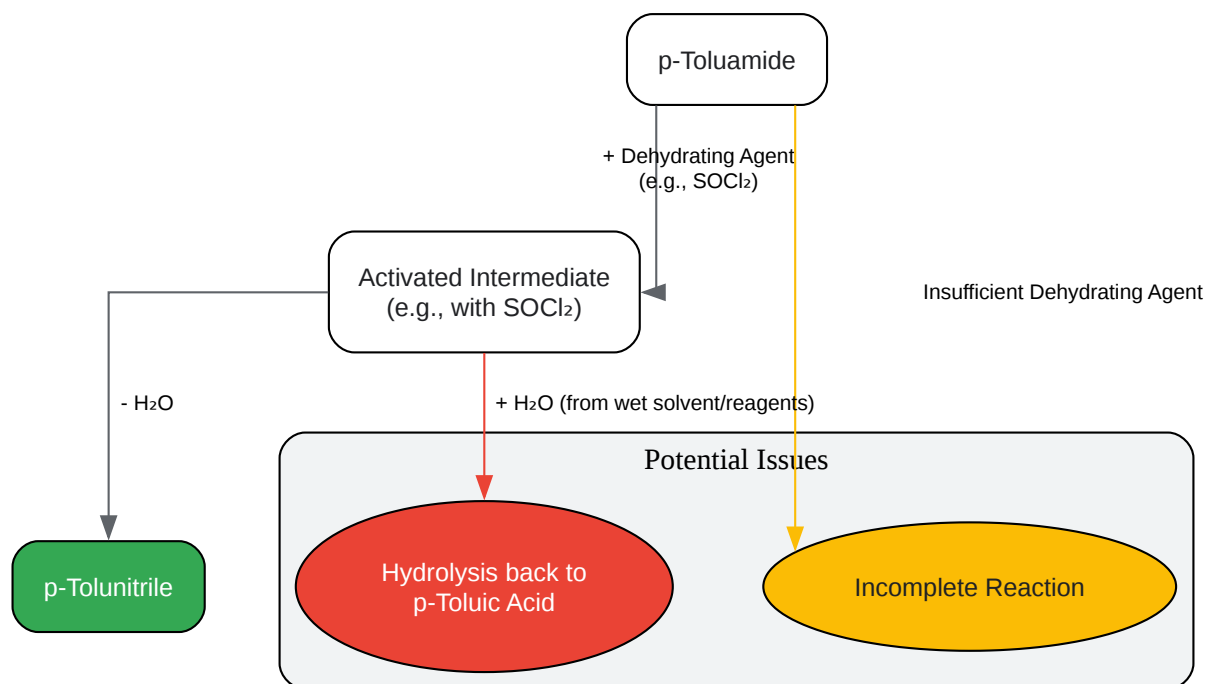 p-Toluamide
+ Dehydrating Agent
(e.g., SOCl₂)
Activated Intermediate
(e.g., with SOCl₂)
Insufficient Dehydrating Agent
- H₂O
+ H₂O (from wet solvent/reagents)
Potential Issues
p-Tolunitrile
Hydrolysis back to
p-Toluic Acid
Incomplete Reaction